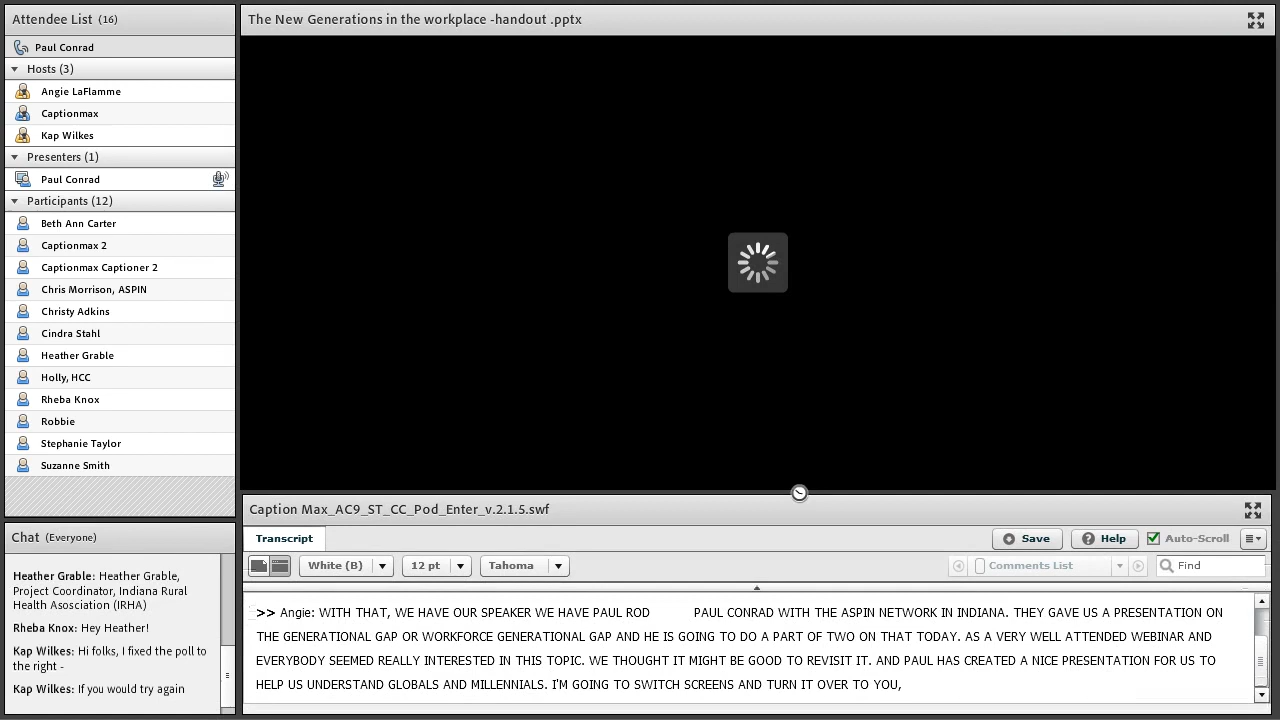 Attendee List (16)
Paul Conrad
Hosts (3)
Angie LaFlamme
Captionmax
Kap Wilkes
Presenters (1)
Paul Conrad
Participants (12)
Beth Ann Carter
Captionmax 2
Captionmax Captioner 2
Chris Morrison, ASPIN
Christy Adkins
Cindra Stahl
Heather Grable
Holly, HCC
Rheba Knox
Robbie
Stephanie Taylor
Suzanne Smith
Chat (Everyone)
Heather Grable: Heather Grable,
Project Coordinator, Indiana Rural
Health Asosciation (IRHA)
Rheba Knox: Hey Heather!
Kap Wilkes: Hi folks, I fixed the poll to
the right -
Kap Wilkes: If you would try again
The New Generations in the workplace -handout .pptx
Caption Max_AC9_ST_CC_Pod_Enter_v.2.1.5.swf
Transcript
Save
Help
Auto-Scroll
White (B)
12 pt
Tahoma
Comments List
Find
>> Angie: WITH THAT, WE HAVE OUR SPEAKER WE HAVE PAUL ROD PAUL CONRAD WITH THE ASPIN NETWORK IN INDIANA. THEY GAVE US A PRESENTATION ON
THE GENERATIONAL GAP OR WORKFORCE GENERATIONAL GAP AND HE IS GOING TO DO A PART OF TWO ON THAT TODAY. AS A VERY WELL ATTENDED WEBINAR AND
EVERYBODY SEEMED REALLY INTERESTED IN THIS TOPIC. WE THOUGHT IT MIGHT BE GOOD TO REVISIT IT. AND PAUL HAS CREATED A NICE PRESENTATION FOR US TO
HELP US UNDERSTAND GLOBALS AND MILLENNIALS. I'M GOING TO SWITCH SCREENS AND TURN IT OVER TO YOU,